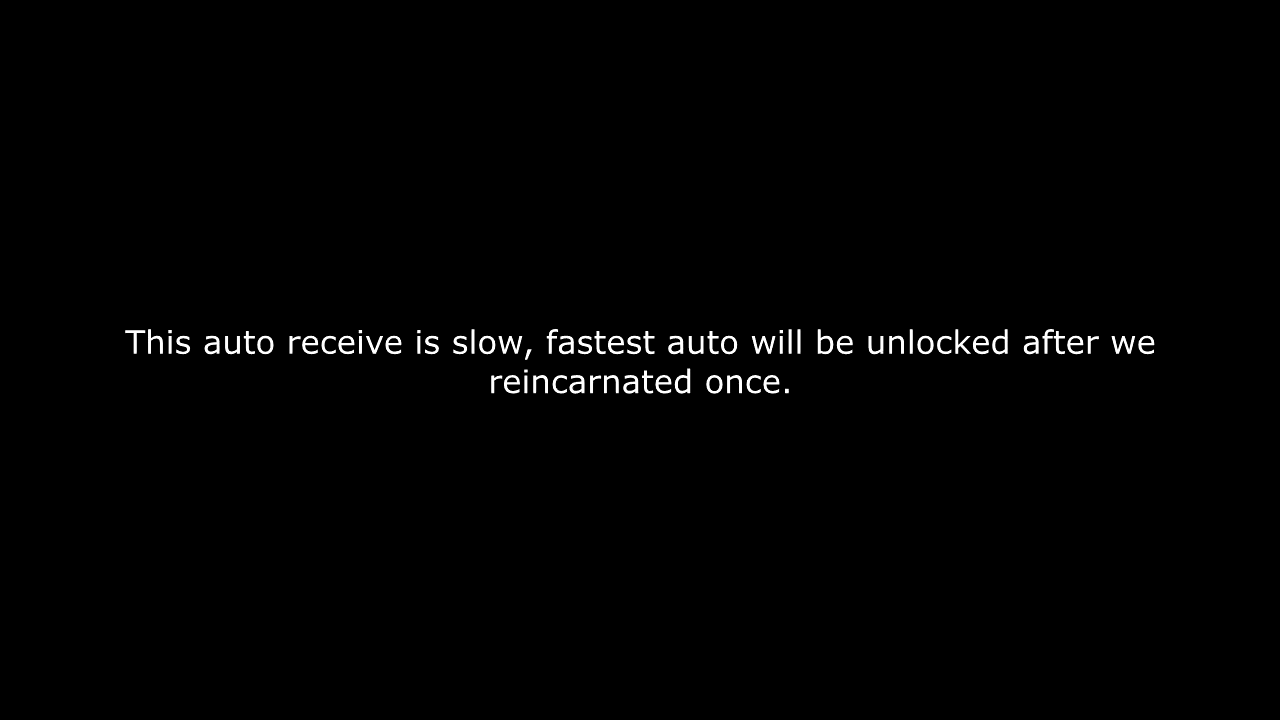 This auto receive is slow, fastest auto will be unlocked after we
reincarnated once.